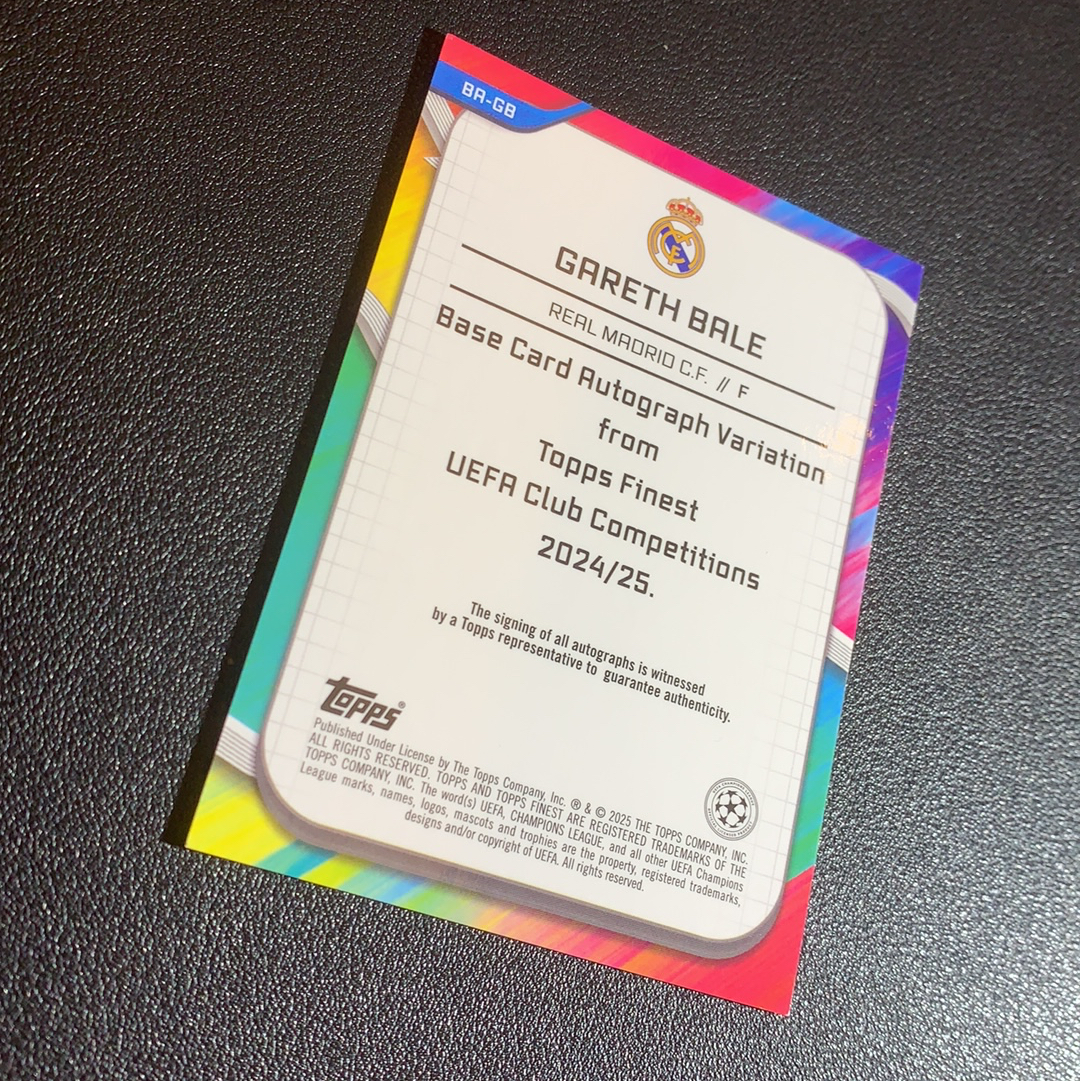 BA-GB
GARETH BALE
REAL MADRID C.F. // F
Base Card Autograph Variation
from
Topps Finest
UEFA Club Competitions
2024/25.
The signing of all autographs is witnessed
by a Topps representative to guarantee authenticity.
topps®
Published Under License by The Topps Company, Inc. ® & © 2025 THE TOPPS COMPANY, INC.
ALL RIGHTS RESERVED. TOPPS AND TOPPS FINEST ARE REGISTERED TRADEMARKS OF THE
TOPPS COMPANY, INC. The word(s) UEFA, CHAMPIONS LEAGUE, and all other UEFA Champions
League marks, names, logos, mascots and trophies are the property, registered trademarks,
designs and/or copyright of UEFA. All rights reserved.